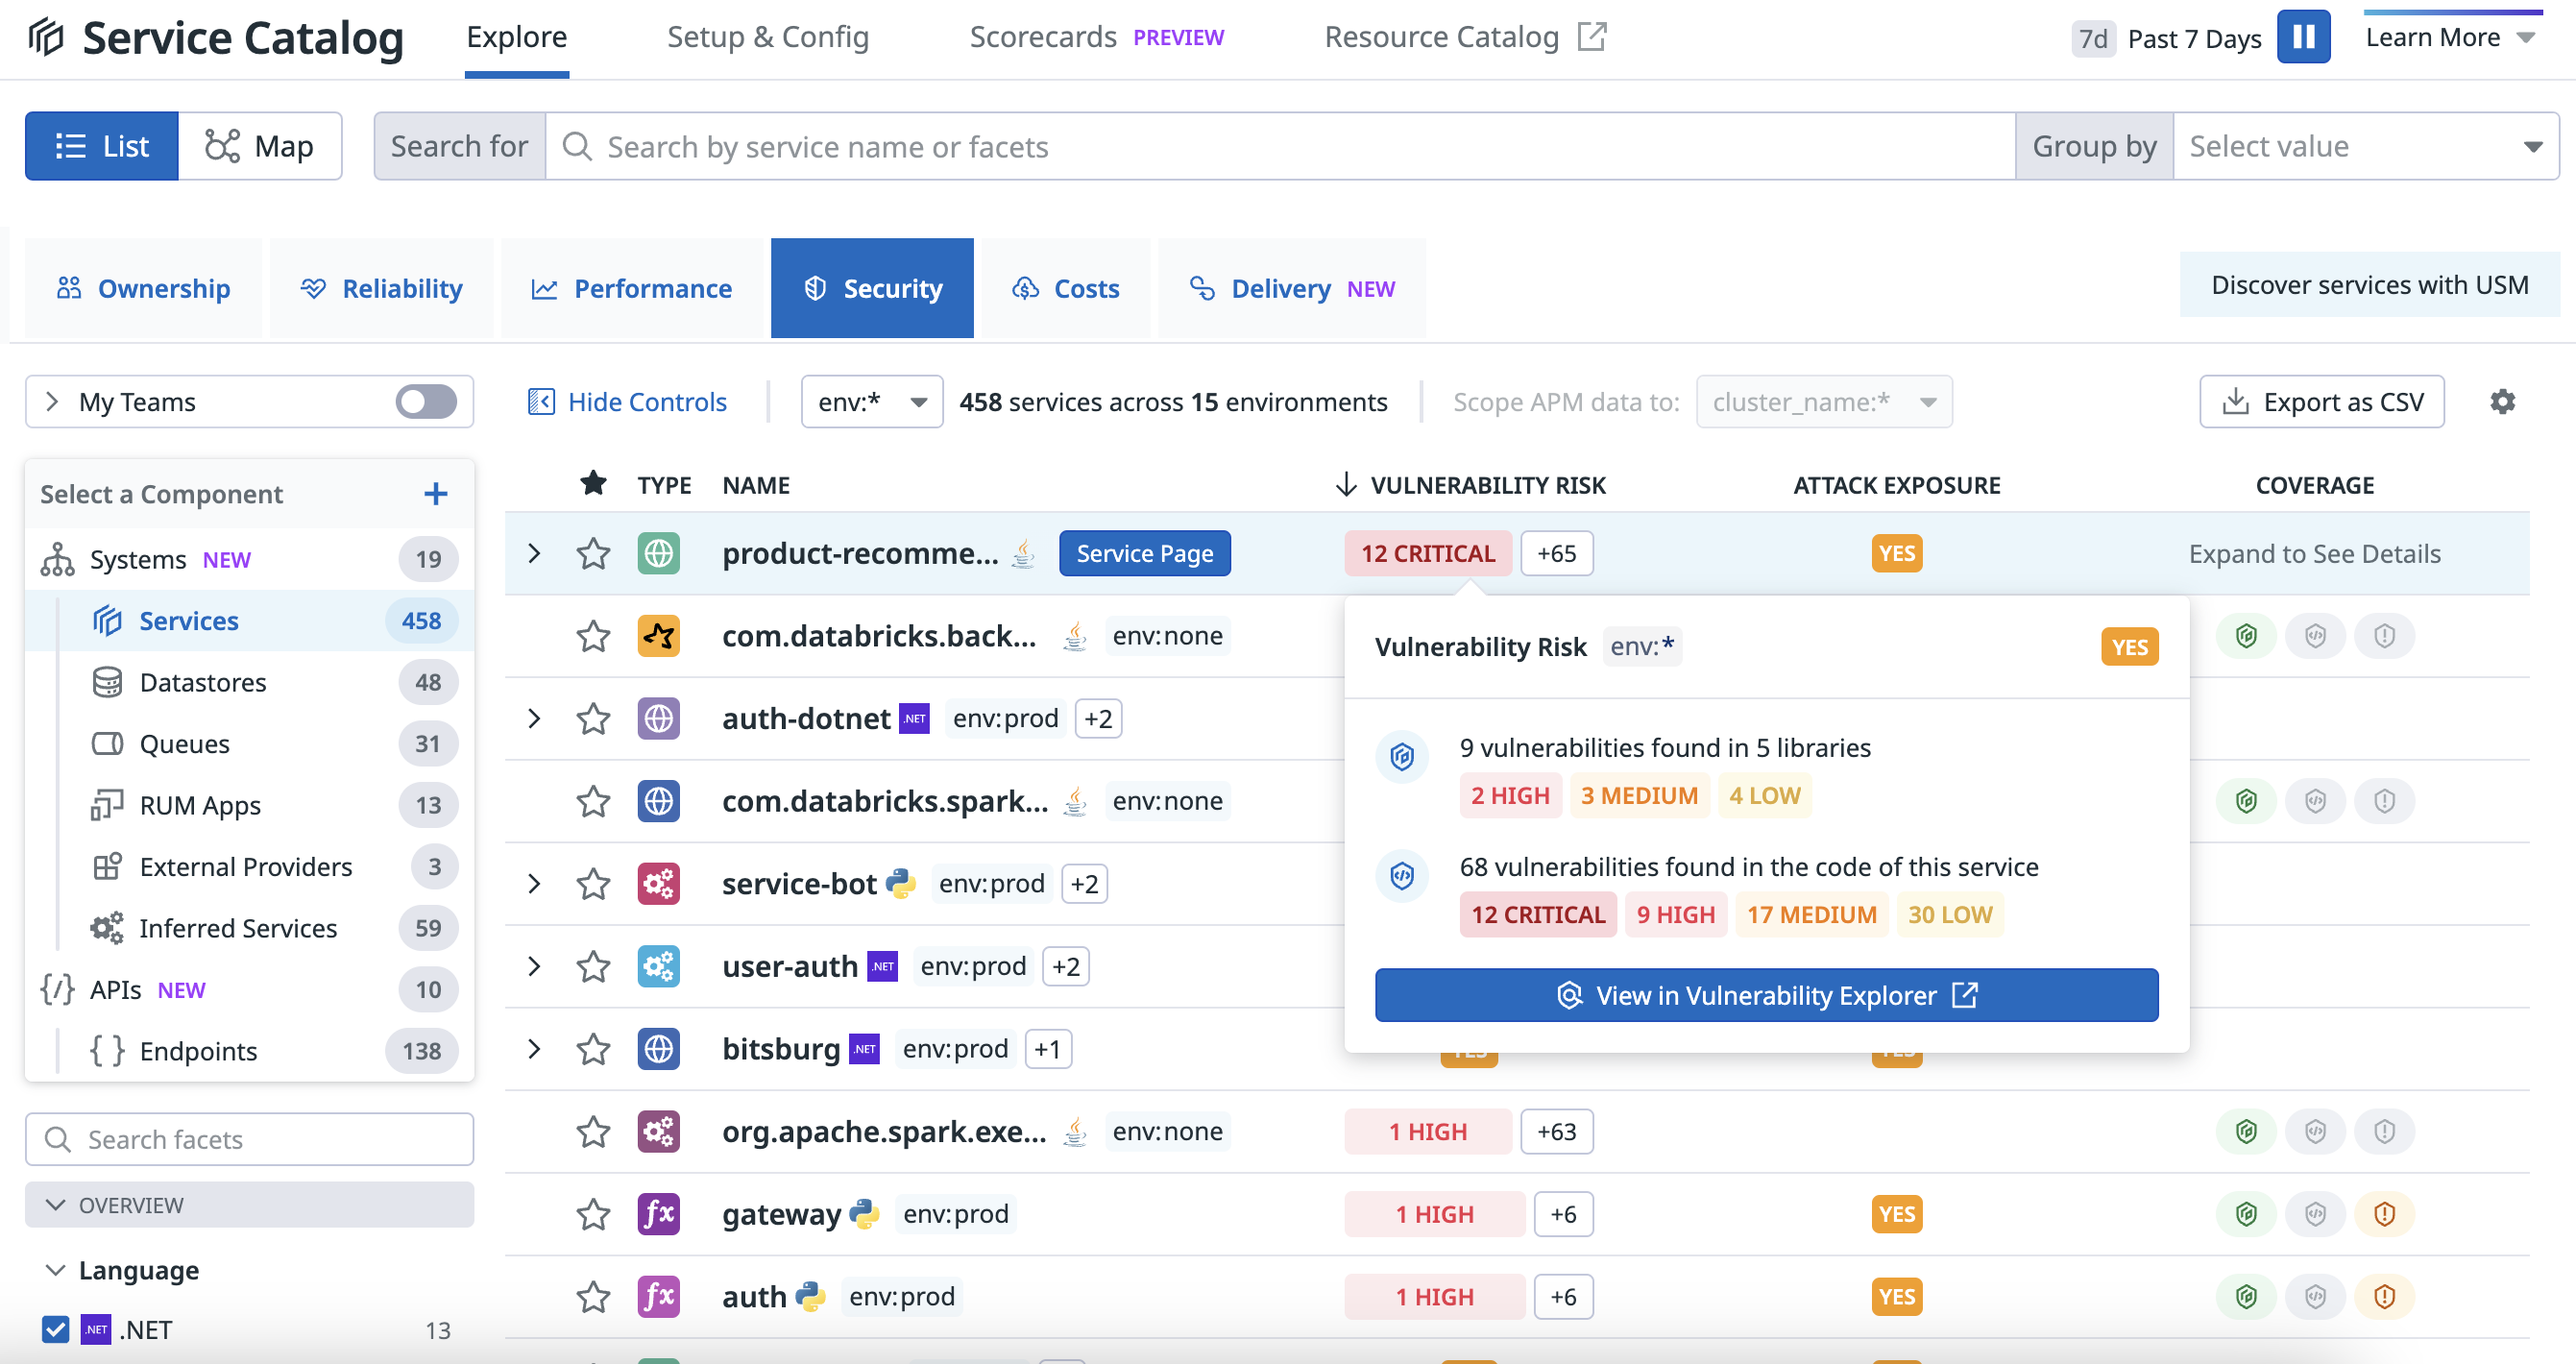 Service Catalog Explore Setup & Config Scorecards PREVIEW Resource Catalog 7d Past 7 Days Learn More
List Map Search for Search by service name or facets Group by Select value
Ownership Reliability Performance Security Costs Delivery NEW Discover services with USM
My Teams Hide Controls env:* 458 services across 15 environments Scope APM data to: cluster_name:* Export as CSV
Select a Component
Systems NEW 19
Services 458
Datastores 48
Queues 31
RUM Apps 13
External Providers 3
Inferred Services 59
APIs NEW 10
Endpoints 138
Search facets
OVERVIEW
Language
.NET .NET 13
TYPE NAME VULNERABILITY RISK ATTACK EXPOSURE COVERAGE
product-recomme... Service Page 12 CRITICAL +65 YES Expand to See Details
com.databricks.back... env:none
auth-dotnet .NET env:prod +2
com.databricks.spark... env:none
service-bot env:prod +2
user-auth .NET env:prod +2
bitsburg .NET env:prod +1 YES YES
org.apache.spark.exe... env:none 1 HIGH +63
gateway env:prod 1 HIGH +6 YES
auth env:prod 1 HIGH +6 YES
Vulnerability Risk env:* YES
9 vulnerabilities found in 5 libraries
2 HIGH 3 MEDIUM 4 LOW
68 vulnerabilities found in the code of this service
12 CRITICAL 9 HIGH 17 MEDIUM 30 LOW
View in Vulnerability Explorer